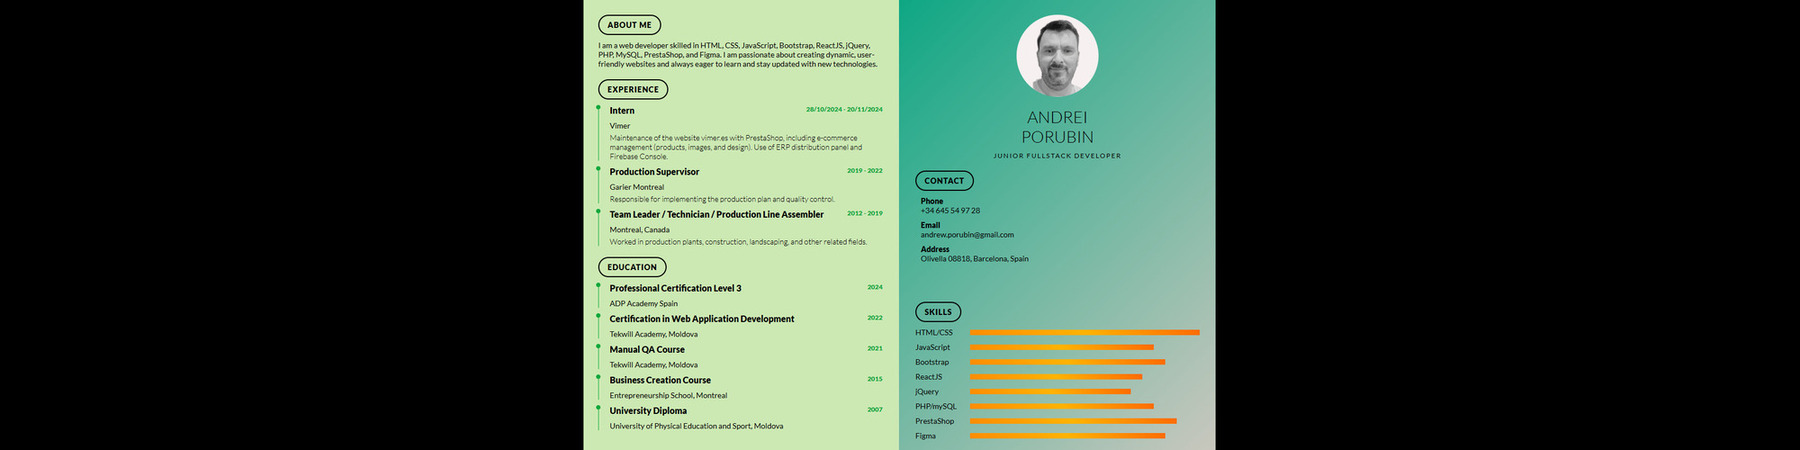 ABOUT ME
I am a web developer skilled in HTML, CSS, JavaScript, Bootstrap, ReactJS, jQuery,
PHP, MySQL, PrestaShop, and Figma. I am passionate about creating dynamic, user-
friendly websites and always eager to learn and stay updated with new technologies.
EXPERIENCE
Intern 28/10/2024 - 20/11/2024
Vimer
Maintenance of the website vimer.es with PrestaShop, including e-commerce
management (products, images, and design). Use of ERP distribution panel and
Firebase Console.
Production Supervisor 2019 - 2022
Garier Montreal
Responsible for implementing the production plan and quality control.
Team Leader / Technician / Production Line Assembler 2012 - 2019
Montreal, Canada
Worked in production plants, construction, landscaping, and other related fields.
EDUCATION
Professional Certification Level 3 2024
ADP Academy Spain
Certification in Web Application Development 2022
Tekwill Academy, Moldova
Manual QA Course 2021
Tekwill Academy, Moldova
Business Creation Course 2015
Entrepreneurship School, Montreal
University Diploma 2007
University of Physical Education and Sport, Moldova
ANDREI
PORUBIN
JUNIOR FULLSTACK DEVELOPER
CONTACT
Phone
+34 645 54 97 28
Email
andrew.porubin@gmail.com
Address
Olivella 08818, Barcelona, Spain
SKILLS
HTML/CSS
JavaScript
Bootstrap
ReactJS
jQuery
PHP/mySQL
PrestaShop
Figma